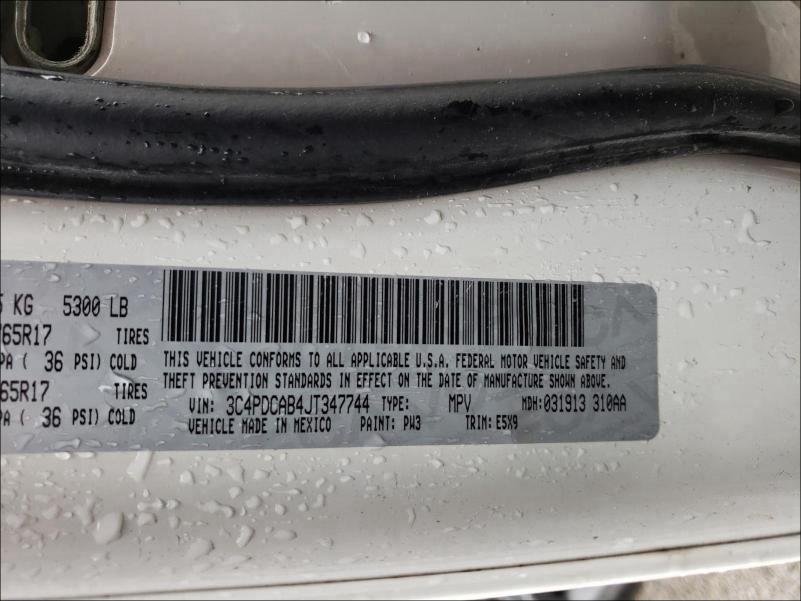 5 KG 5300 LB
/65R17 TIRES
PA ( 36 PSI) COLD
65R17 TIRES
PA ( 36 PSI) COLD
THIS VEHICLE CONFORMS TO ALL APPLICABLE U.S.A. FEDERAL MOTOR VEHICLE SAFETY AND
THEFT PREVENTION STANDARDS IN EFFECT ON THE DATE OF MANUFACTURE SHOWN ABOVE.
VIN: 3C4PDCAB4JT347744 TYPE: MPV MDH: 031913 310AA
VEHICLE MADE IN MEXICO PAINT: PW3 TRIM: E5X9